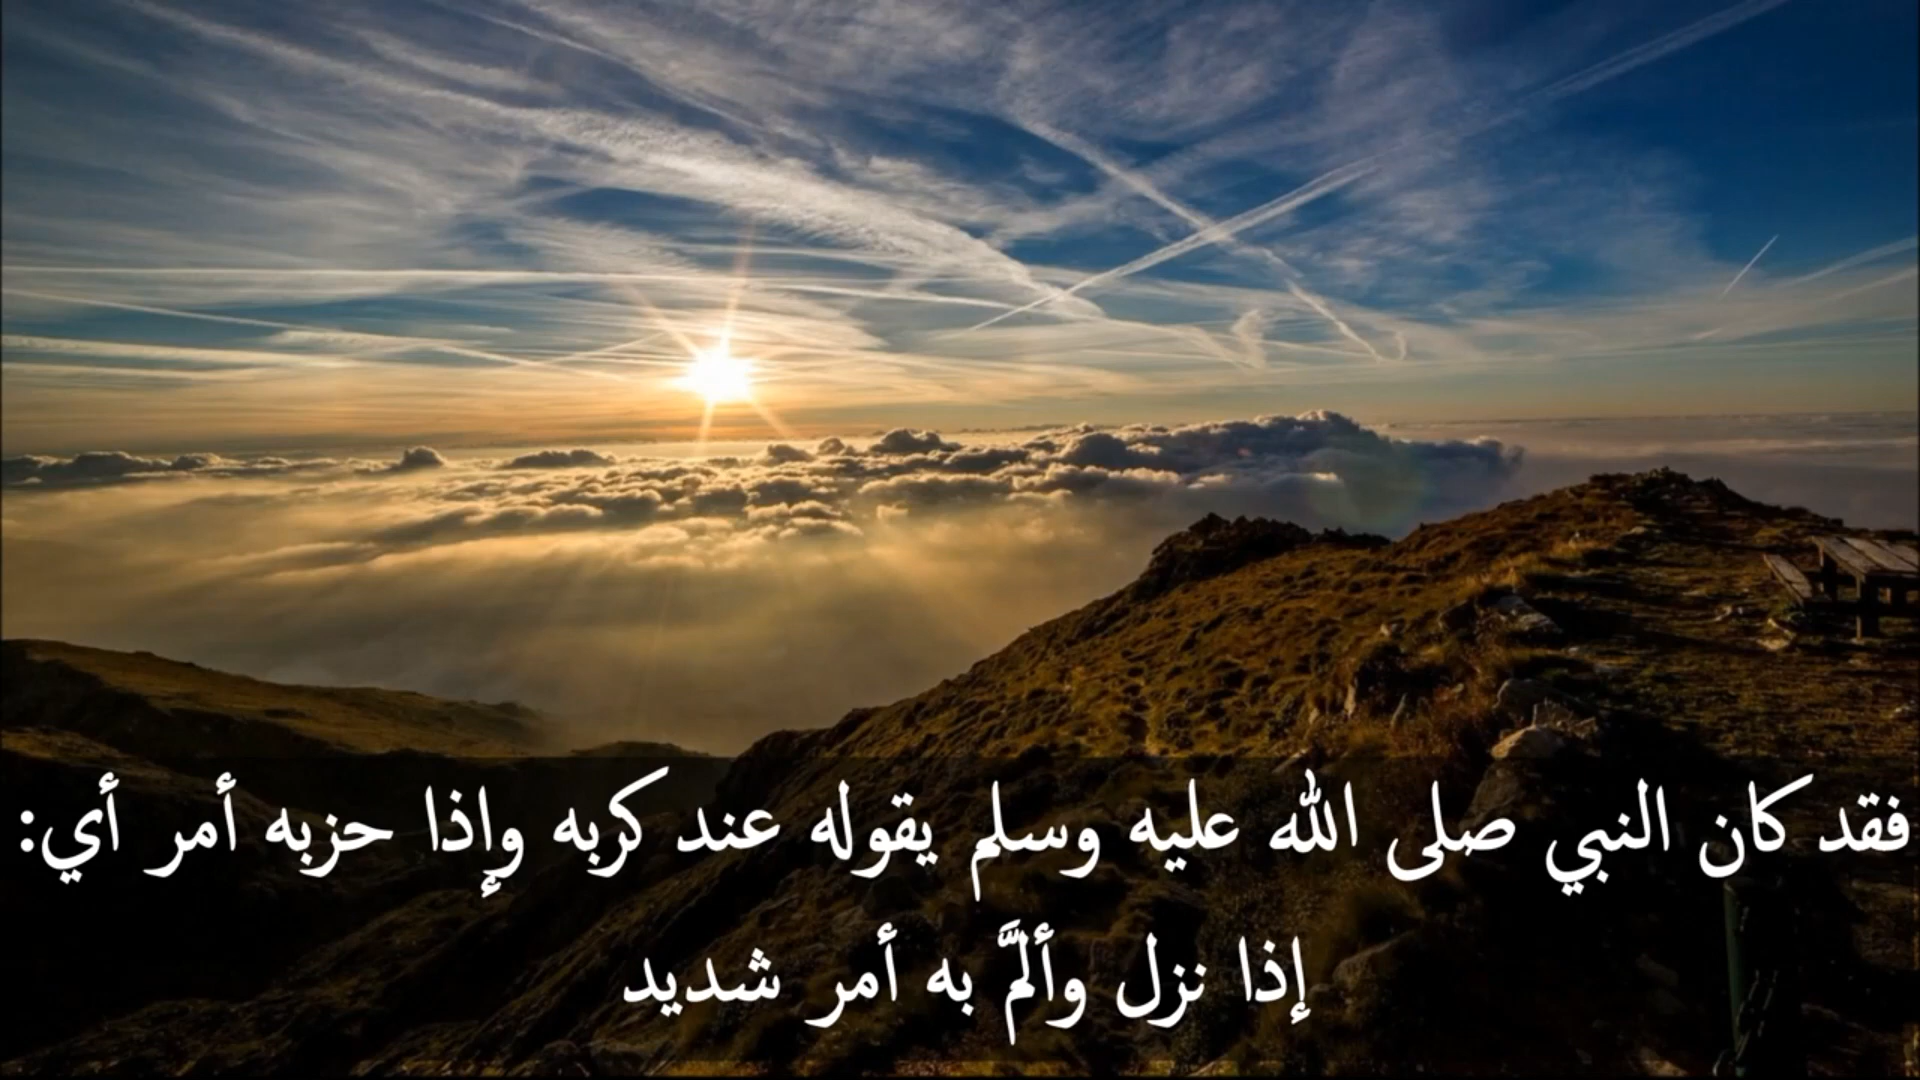 فقد كان النبي صلى الله عليه وسلم يقوله عند كربه وإذا حزبه أمر أي:
إذا نزل وألمَّ به أمر شديد